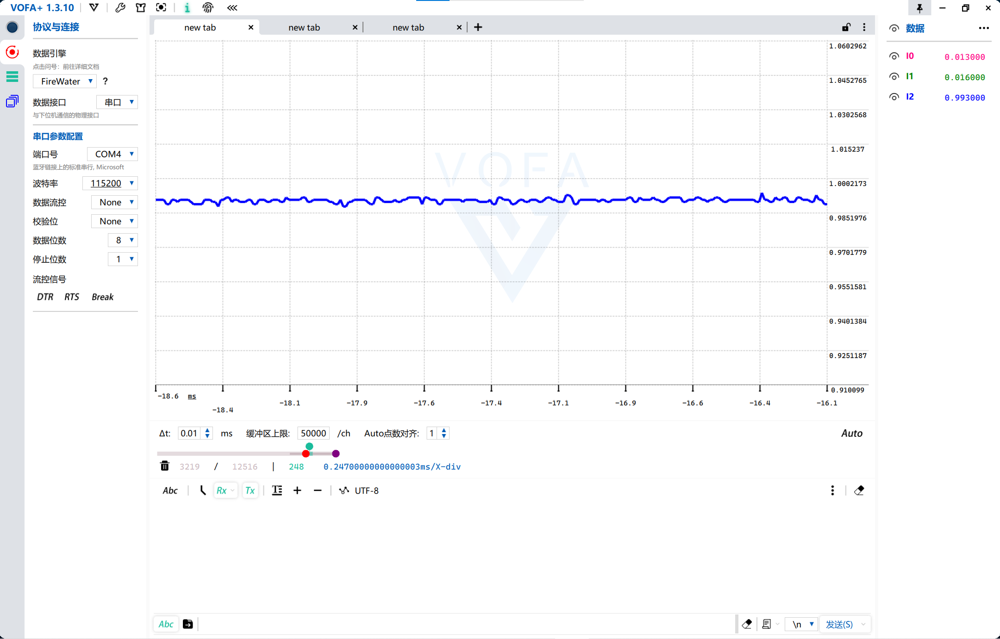 VOFA+ 1.3.10
协议与连接
数据引擎
点击问号：前往详细文档
FireWater ?
数据接口 串口
与下位机通信的物理接口
串口参数配置
端口号 COM4
蓝牙链接上的标准串行, Microsoft
波特率 115200
数据流控 None
校验位 None
数据位数 8
停止位数 1
流控信号
DTR RTS Break
new tab new tab new tab
VOFA
1.0602962
1.0452765
1.0302568
1.015237
1.0002173
0.9851976
0.9701779
0.9551581
0.9401384
0.9251187
0.910099
-18.6 ms -18.4 -18.1 -17.9 -17.6 -17.4 -17.1 -16.9 -16.6 -16.4 -16.1
Δt: 0.01 ms 缓冲区上限: 50000 /ch Auto点数对齐: 1 Auto
3219 / 12516 | 248 0.24700000000000003ms/X-div
Abc Rx Tx UTF-8
Abc \n 发送(S)
数据
I0 0.013000
I1 0.016000
I2 0.993000